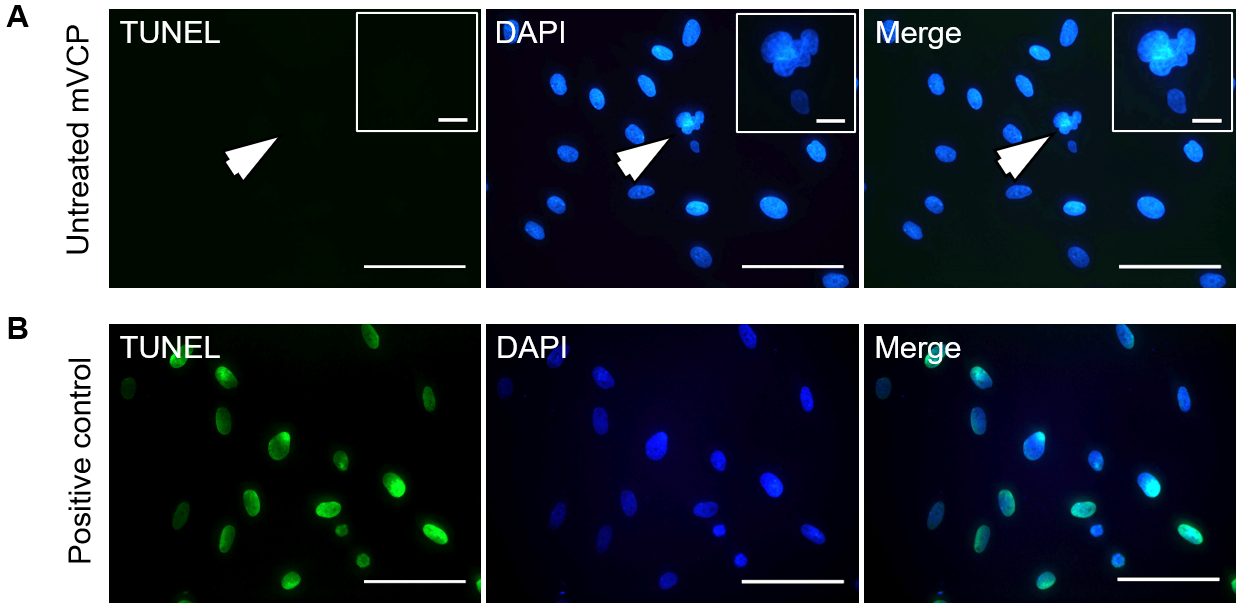 A
Untreated mVCP
TUNEL
DAPI
Merge
B
Positive control
TUNEL
DAPI
Merge